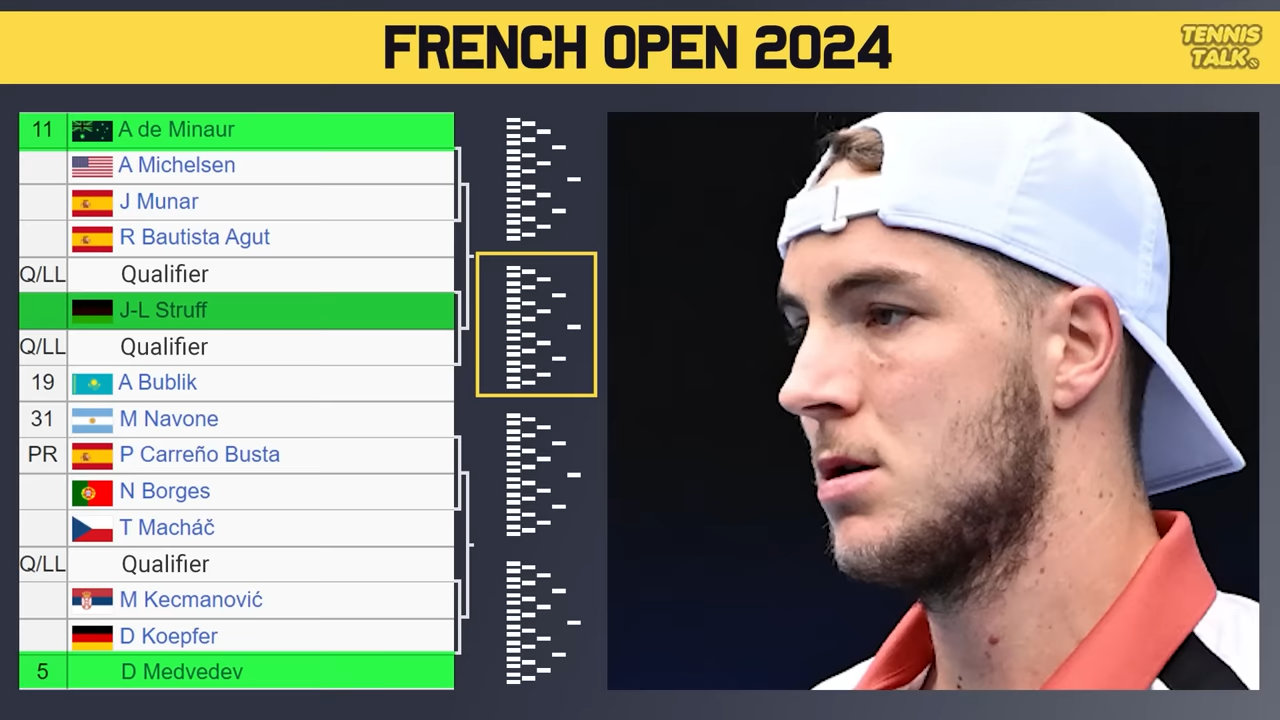 FRENCH OPEN 2024
TENNIS
TALK
11 A de Minaur
A Michelsen
J Munar
R Bautista Agut
Q/LL Qualifier
J-L Struff
Q/LL Qualifier
19 A Bublik
31 M Navone
PR P Carreño Busta
N Borges
T Macháč
Q/LL Qualifier
M Kecmanović
D Koepfer
5 D Medvedev